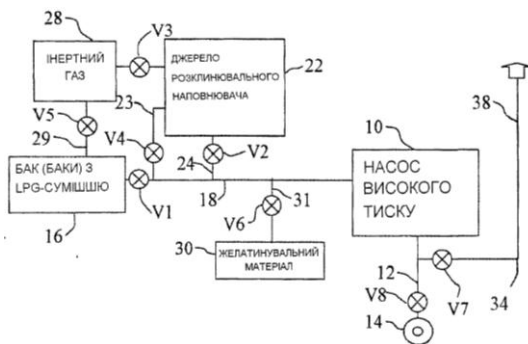 28
V3
ІНЕРТНИЙ
ГАЗ
ДЖЕРЕЛО
РОЗКЛИНЮВАЛЬНОГО
НАПОВНЮВАЧА
22
23
V5
29
V4
24
V2
БАК (БАКИ) З
LPG-СУМІШШЮ
V1
16
18
31
V6
30
ЖЕЛАТИНУВАЛЬНИЙ
МАТЕРІАЛ
10
НАСОС
ВИСОКОГО
ТИСКУ
38
12
V8
V7
14
34